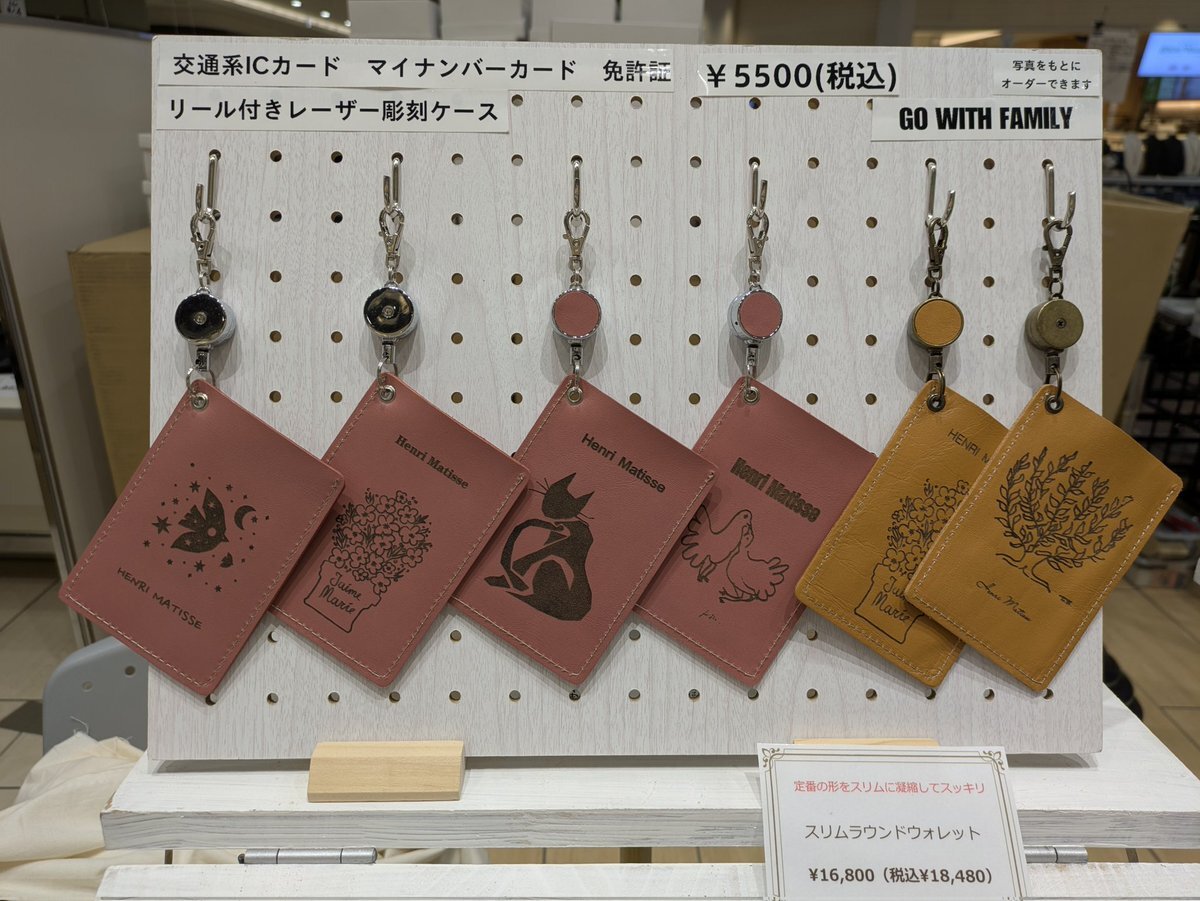 交通系ICカード　マイナンバーカード　免許証
リール付きレーザー彫刻ケース
￥5500(税込)
写真をもとに
オーダーできます
GO WITH FAMILY
HENRI MATISSE
Henri Matisse
Jaime
Marie
Henri Matisse
Henri Matisse
HENRI M
Jaime
Marie
定番の形をスリムに凝縮してスッキリ
スリムラウンドウォレット
¥16,800（税込¥18,480）